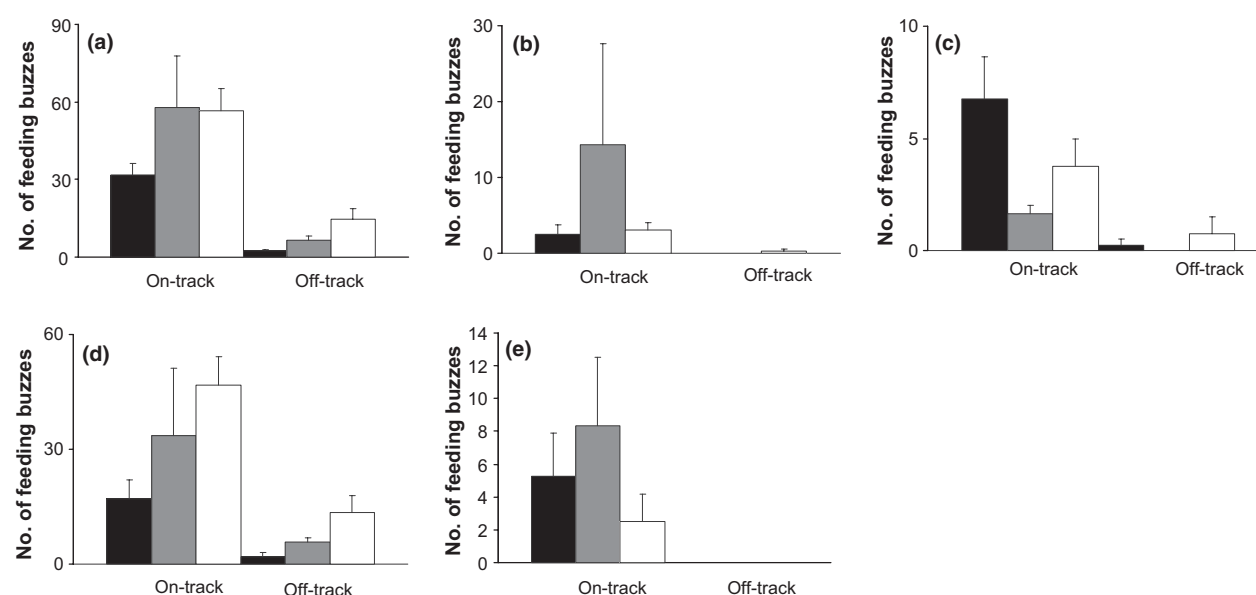 (a)
No. of feeding buzzes
90
60
30
0
On-track
Off-track
(b)
No. of feeding buzzes
30
20
10
0
On-track
Off-track
(c)
No. of feeding buzzes
10
5
0
On-track
Off-track
(d)
No. of feeding buzzes
60
30
0
On-track
Off-track
(e)
No. of feeding buzzes
14
12
10
8
6
4
2
0
On-track
Off-track